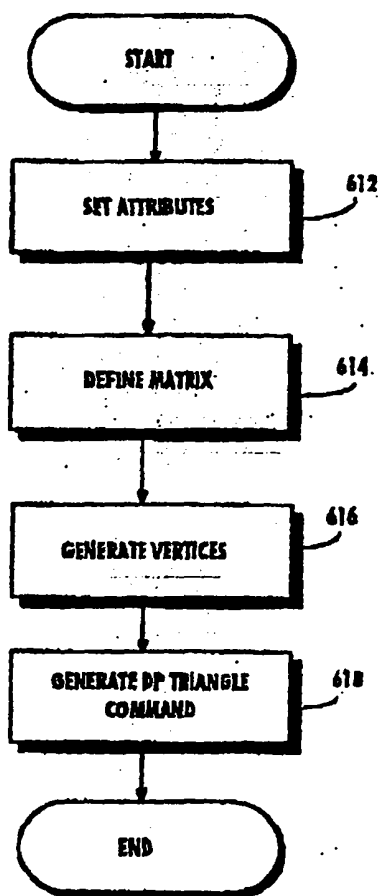 START
SET ATTRIBUTES
612
DEFINE MATRIX
614
GENERATE VERTICES
616
GENERATE DP TRIANGLE
COMMAND
618
END